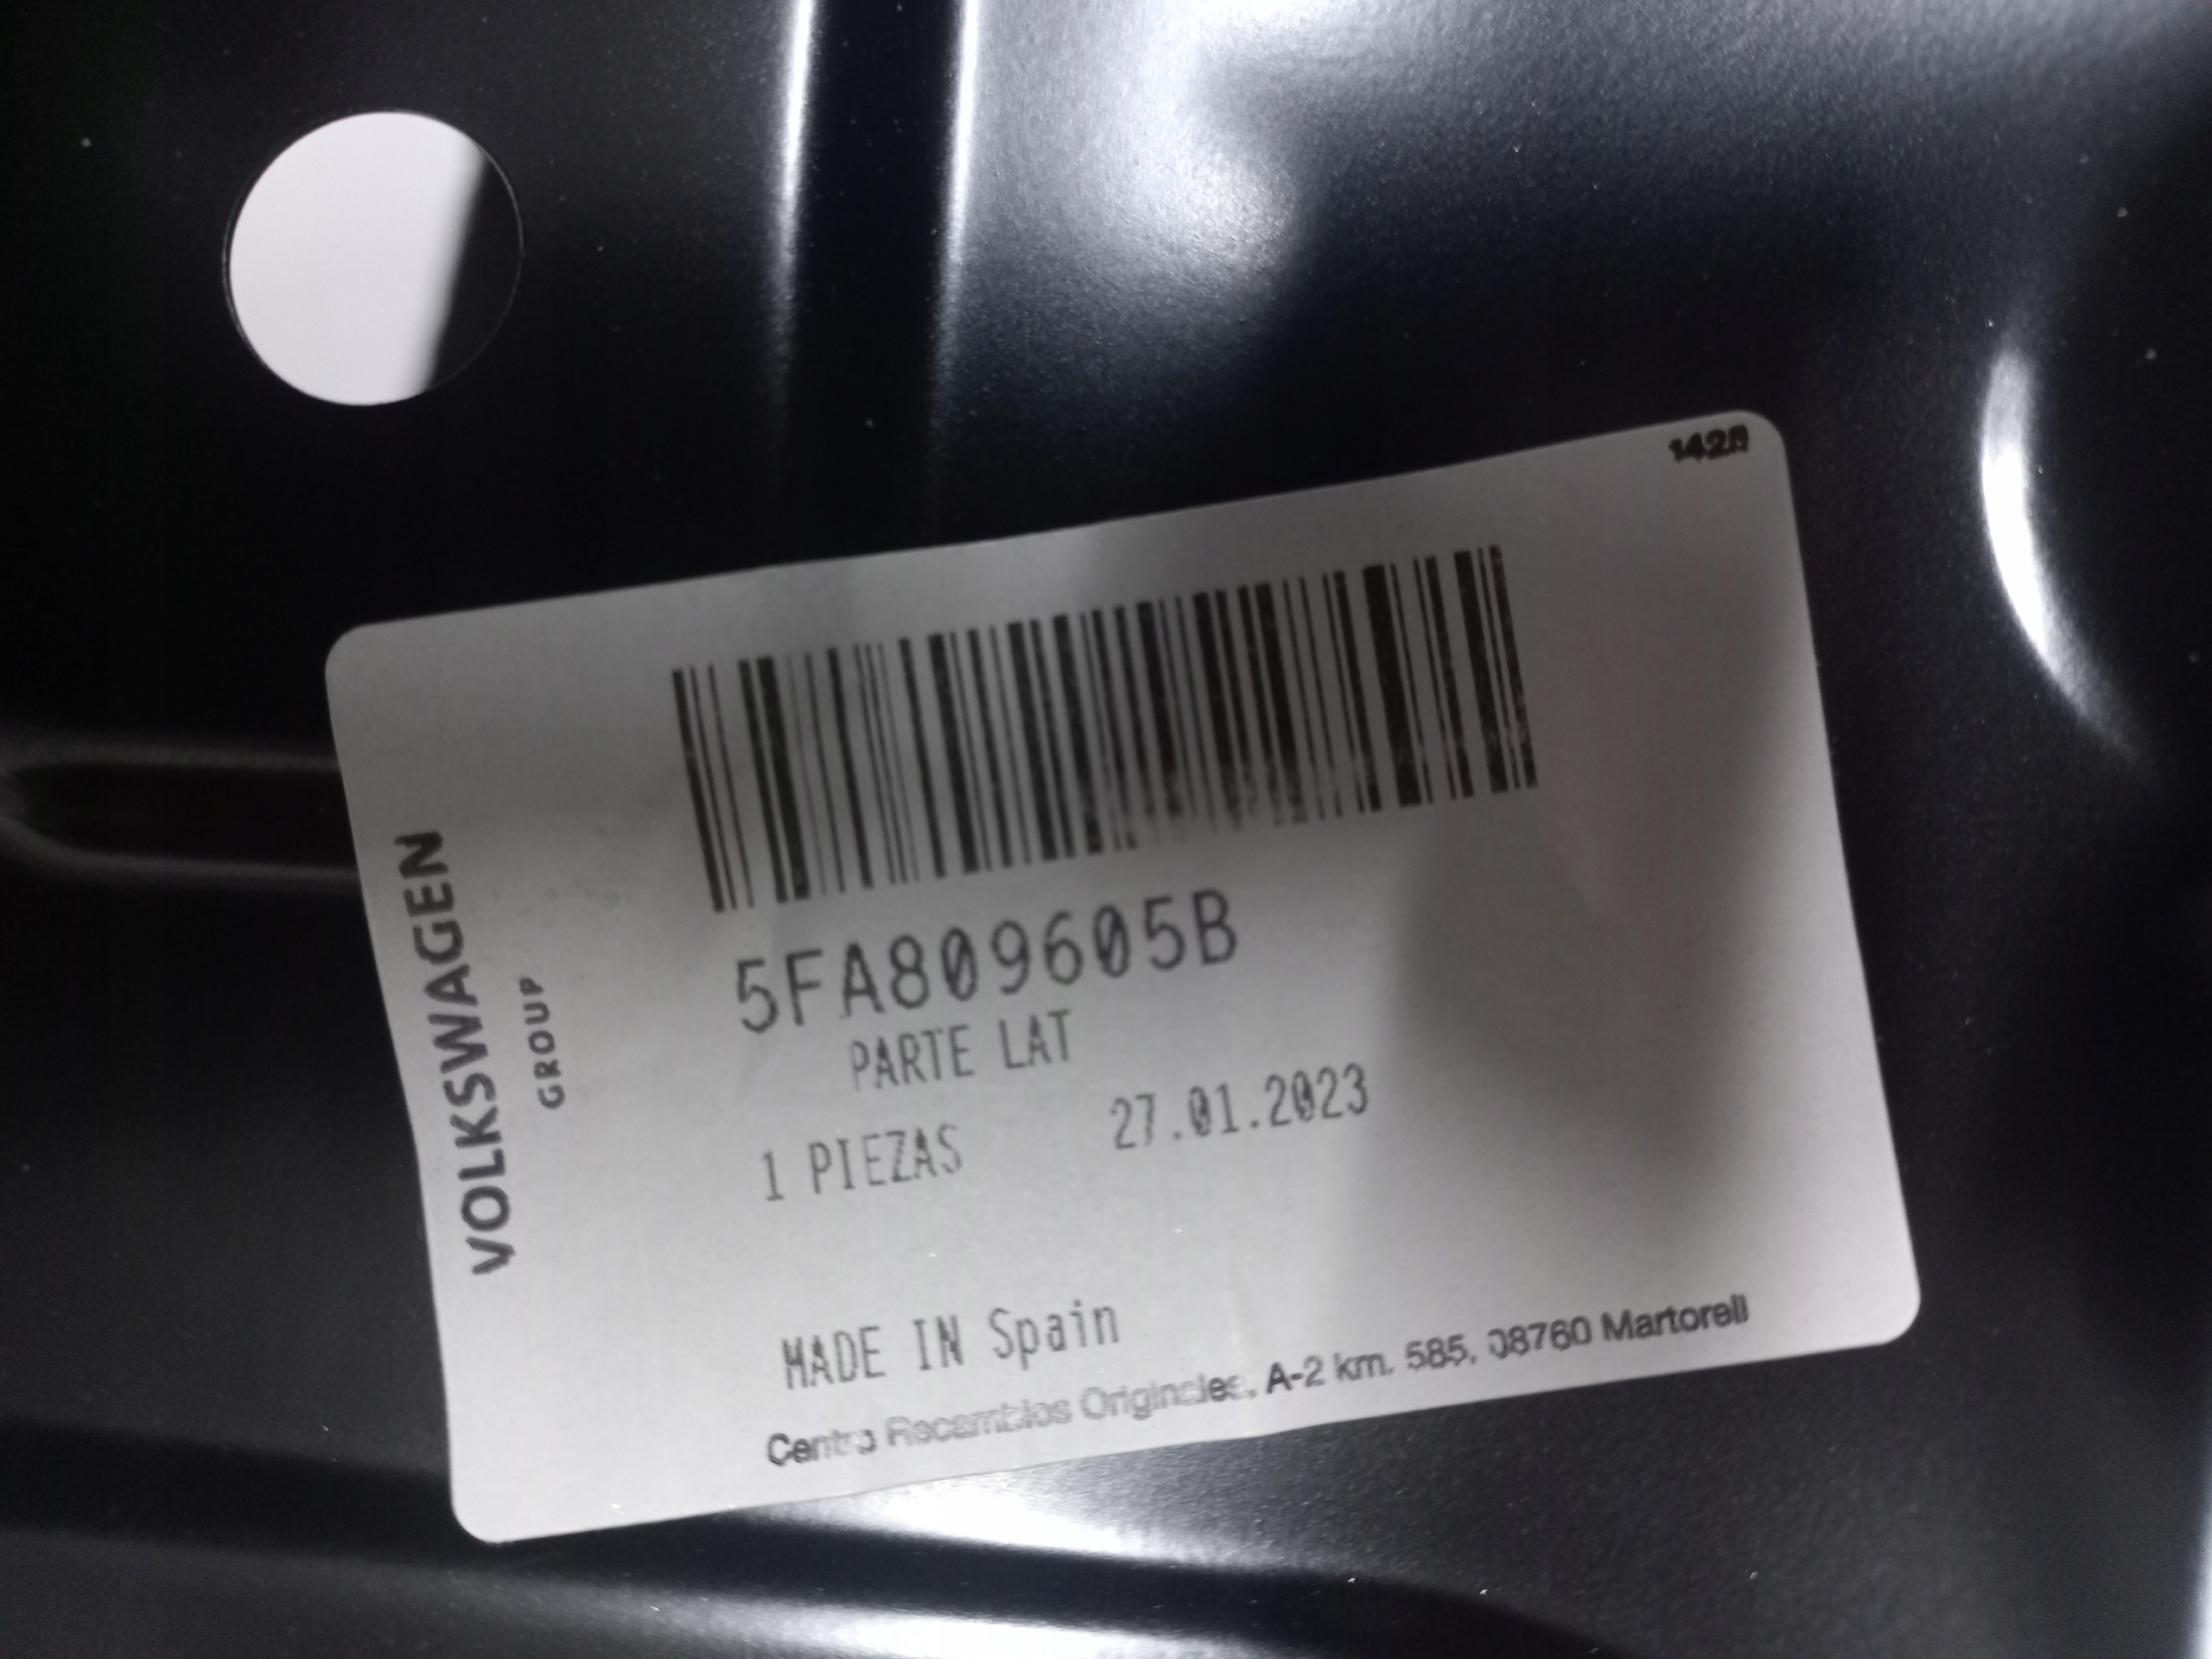 VOLKSWAGEN
GROUP
5FA809605B
PARTE LAT
1 PIEZAS 27.01.2023
MADE IN Spain
Centro Recambios Originales, A-2 km. 585, 08760 Martorell